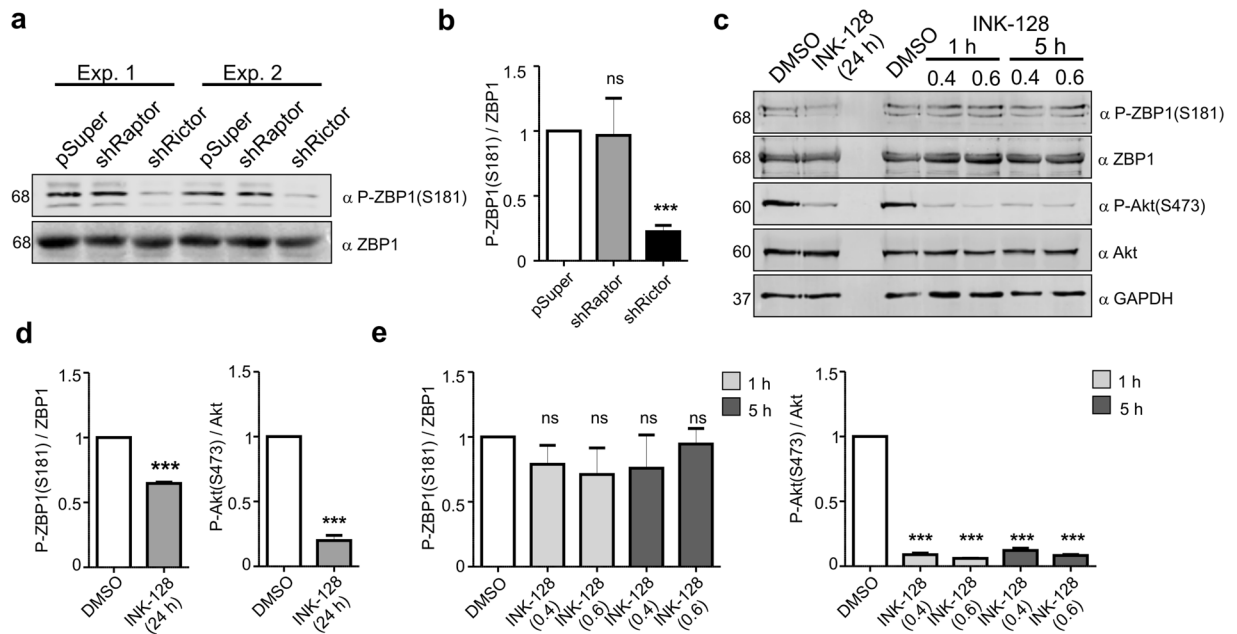 a
Exp. 1
Exp. 2
pSuper
shRaptor
shRictor
pSuper
shRaptor
shRictor
68
α P-ZBP1(S181)
68
α ZBP1
b
P-ZBP1(S181) / ZBP1
1.5
1
0.5
0
ns
***
pSuper
shRaptor
shRictor
c
INK-128
DMSO
INK-128
(24 h)
DMSO
1 h
5 h
0.4
0.6
0.4
0.6
68
α P-ZBP1(S181)
68
α ZBP1
60
α P-Akt(S473)
60
α Akt
37
α GAPDH
d
P-ZBP1(S181) / ZBP1
1.5
1
0.5
0
***
DMSO
INK-128
(24 h)
P-Akt(S473) / Akt
1.5
1
0.5
0
***
DMSO
INK-128
(24 h)
e
P-ZBP1(S181) / ZBP1
1.5
1
0.5
0
ns
ns
ns
ns
1 h
5 h
DMSO
INK-128
(0.4)
INK-128
(0.6)
INK-128
(0.4)
INK-128
(0.6)
P-Akt(S473) / Akt
1.5
1
0.5
0
***
***
***
***
1 h
5 h
DMSO
INK-128
(0.4)
INK-128
(0.6)
INK-128
(0.4)
INK-128
(0.6)